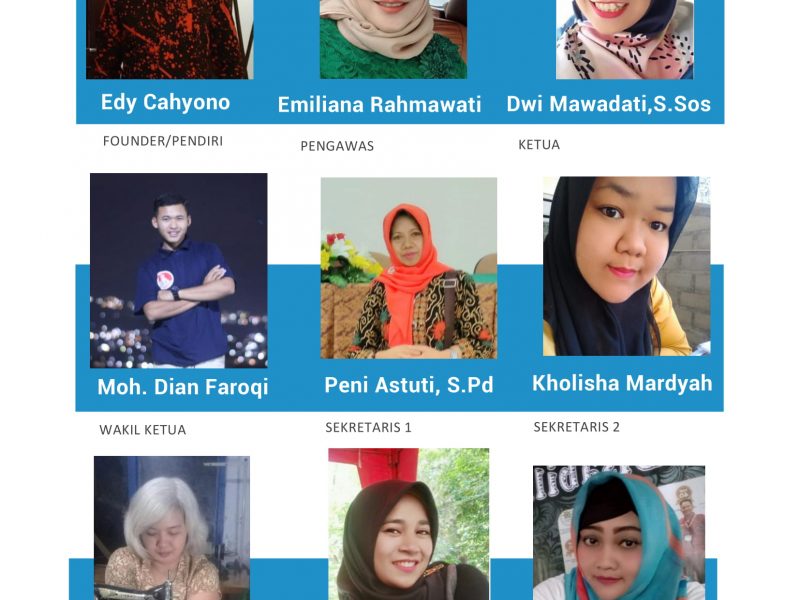 Edy Cahyono
Emiliana Rahmawati
Dwi Mawadati,S.Sos
FOUNDER/PENDIRI
PENGAWAS
KETUA
Moh. Dian Faroqi
Peni Astuti, S.Pd
Kholisha Mardyah
WAKIL KETUA
SEKRETARIS 1
SEKRETARIS 2